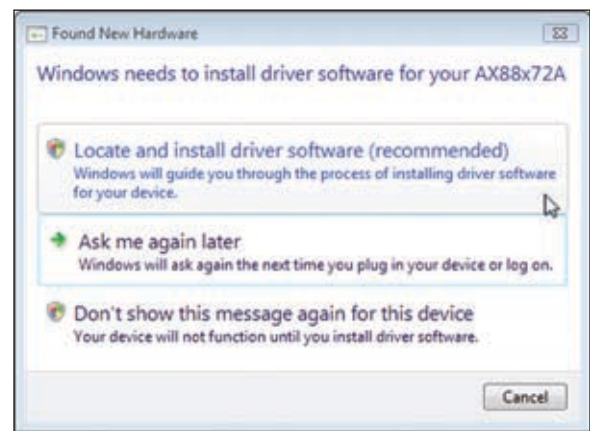 Found New Hardware
Windows needs to install driver software for your AX88x72A
Locate and install driver software (recommended)
Windows will guide you through the process of installing driver software
for your device.
Ask me again later
Windows will ask again the next time you plug in your device or log on.
Don't show this message again for this device
Your device will not function until you install driver software.
Cancel